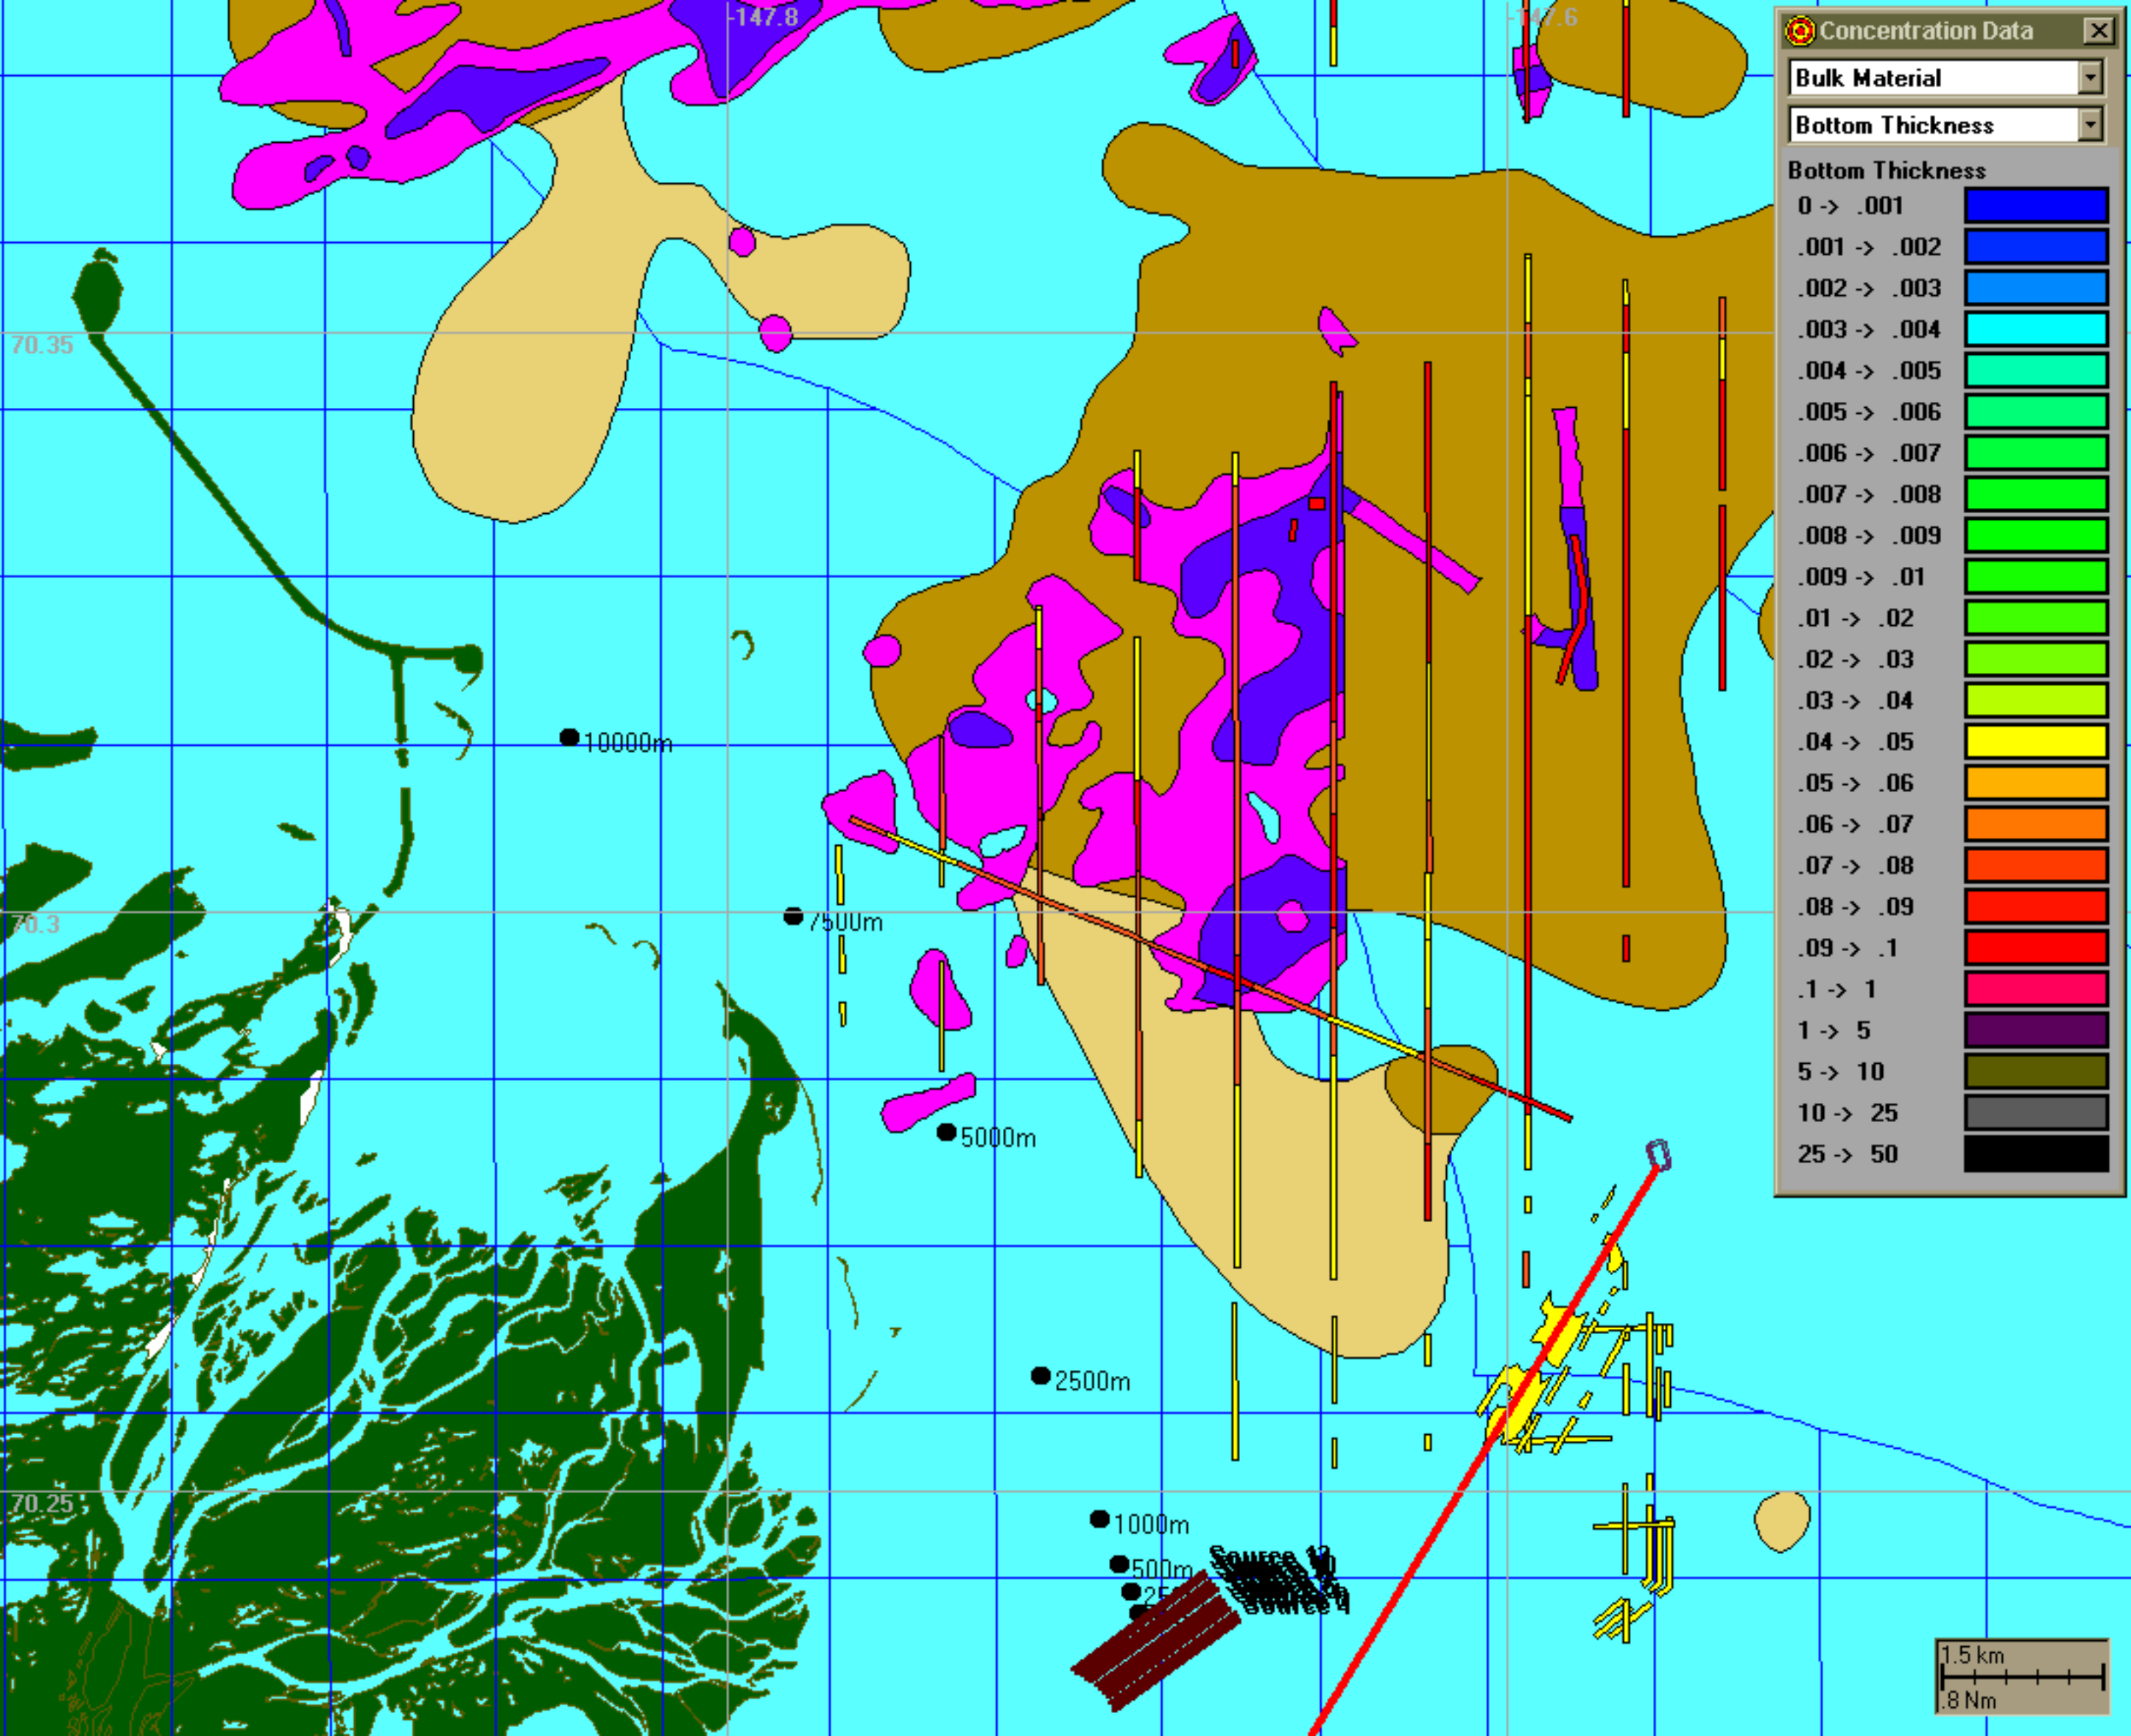 -147.8
-147.6
70.35
70.3
70.25
10000m
7500m
5000m
2500m
1000m
500m
Source 4
Concentration Data
Bulk Material
Bottom Thickness
Bottom Thickness
0 -> .001
.001 -> .002
.002 -> .003
.003 -> .004
.004 -> .005
.005 -> .006
.006 -> .007
.007 -> .008
.008 -> .009
.009 -> .01
.01 -> .02
.02 -> .03
.03 -> .04
.04 -> .05
.05 -> .06
.06 -> .07
.07 -> .08
.08 -> .09
.09 -> .1
.1 -> 1
1 -> 5
5 -> 10
10 -> 25
25 -> 50
1.5 km
.8 Nm